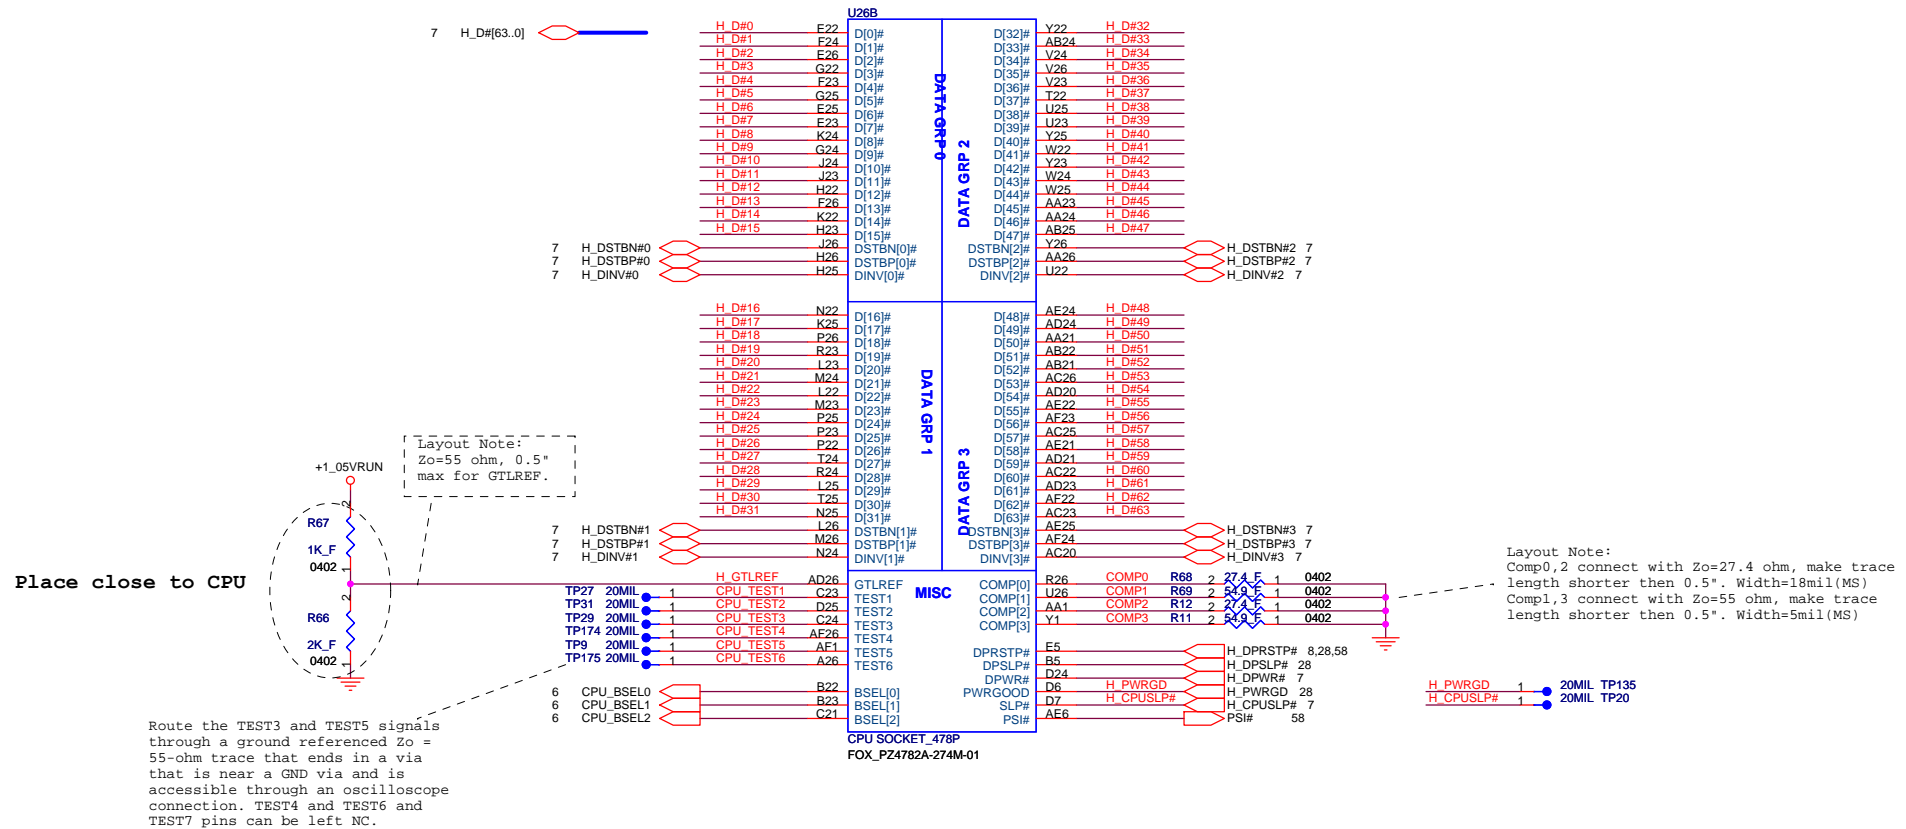 U26B
7 H_D#[63..0]
H_D#0 E22 D[0]# D[32]# Y22 H_D#32
H_D#1 F24 D[1]# D[33]# AB24 H_D#33
H_D#2 E26 D[2]# D[34]# V24 H_D#34
H_D#3 G22 D[3]# D[35]# V26 H_D#35
H_D#4 F23 D[4]# D[36]# V23 H_D#36
H_D#5 G25 D[5]# D[37]# T22 H_D#37
H_D#6 E25 D[6]# D[38]# U25 H_D#38
H_D#7 E23 D[7]# D[39]# U23 H_D#39
H_D#8 K24 D[8]# D[40]# Y25 H_D#40
H_D#9 G24 D[9]# D[41]# W22 H_D#41
H_D#10 J24 D[10]# D[42]# Y23 H_D#42
H_D#11 J23 D[11]# D[43]# W24 H_D#43
H_D#12 H22 D[12]# D[44]# W25 H_D#44
H_D#13 F26 D[13]# D[45]# AA23 H_D#45
H_D#14 K22 D[14]# D[46]# AA24 H_D#46
H_D#15 H23 D[15]# D[47]# AB25 H_D#47
7 H_DSTBN#0 J26 DSTBN[0]# DSTBN[2]# Y26 H_DSTBN#2 7
7 H_DSTBP#0 H26 DSTBP[0]# DSTBP[2]# AA26 H_DSTBP#2 7
7 H_DINV#0 H25 DINV[0]# DINV[2]# U22 H_DINV#2 7
DATA GRP 0
DATA GRP 2
H_D#16 N22 D[16]# D[48]# AE24 H_D#48
H_D#17 K25 D[17]# D[49]# AD24 H_D#49
H_D#18 P26 D[18]# D[50]# AA21 H_D#50
H_D#19 R23 D[19]# D[51]# AB22 H_D#51
H_D#20 L23 D[20]# D[52]# AB21 H_D#52
H_D#21 M24 D[21]# D[53]# AC26 H_D#53
H_D#22 L22 D[22]# D[54]# AD20 H_D#54
H_D#23 M23 D[23]# D[55]# AE22 H_D#55
H_D#24 P25 D[24]# D[56]# AF23 H_D#56
H_D#25 P23 D[25]# D[57]# AC25 H_D#57
H_D#26 P22 D[26]# D[58]# AE21 H_D#58
H_D#27 T24 D[27]# D[59]# AD21 H_D#59
H_D#28 R24 D[28]# D[60]# AC22 H_D#60
H_D#29 L25 D[29]# D[61]# AD23 H_D#61
H_D#30 T25 D[30]# D[62]# AF22 H_D#62
H_D#31 N25 D[31]# D[63]# AC23 H_D#63
7 H_DSTBN#1 L26 DSTBN[1]# DSTBN[3]# AE25 H_DSTBN#3 7
7 H_DSTBP#1 M26 DSTBP[1]# DSTBP[3]# AF24 H_DSTBP#3 7
7 H_DINV#1 N24 DINV[1]# DINV[3]# AC20 H_DINV#3 7
DATA GRP 1
DATA GRP 3
Layout Note:
Zo=55 ohm, 0.5"
max for GTLREF.
+1_05VRUN
2
R67
1K_F
0402 1
Place close to CPU
2
R66
2K_F
0402 1
MISC
H_GTLREF AD26 GTLREF COMP[0] R26 COMP0 R68 2 27.4_F 1 0402
TP27 20MIL 1 CPU_TEST1 C23 TEST1 COMP[1] U26 COMP1 R69 2 54.9_F 1 0402
TP31 20MIL 1 CPU_TEST2 D25 TEST2 COMP[2] AA1 COMP2 R12 2 27.4_F 1 0402
TP29 20MIL 1 CPU_TEST3 C24 TEST3 COMP[3] Y1 COMP3 R11 2 54.9_F 1 0402
TP174 20MIL 1 CPU_TEST4 AF26 TEST4
TP9 20MIL 1 CPU_TEST5 AF1 TEST5 DPRSTP# E5 H_DPRSTP# 8,28,58
TP175 20MIL 1 CPU_TEST6 A26 TEST6 DPSLP# B5 H_DPSLP# 28
DPWR# D24 H_DPWR# 7
6 CPU_BSEL0 B22 BSEL[0] PWRGOOD D6 H_PWRGD H_PWRGD 28
6 CPU_BSEL1 B23 BSEL[1] SLP# D7 H_CPUSLP# H_CPUSLP# 7
6 CPU_BSEL2 C21 BSEL[2] PSI# AE6 PSI# 58
CPU SOCKET_478P
FOX_PZ4782A-274M-01
Layout Note:
Comp0,2 connect with Zo=27.4 ohm, make trace
length shorter then 0.5". Width=18mil(MS)
Comp1,3 connect with Zo=55 ohm, make trace
length shorter then 0.5". Width=5mil(MS)
H_PWRGD 1 20MIL TP135
H_CPUSLP# 1 20MIL TP20
Route the TEST3 and TEST5 signals
through a ground referenced Zo =
55-ohm trace that ends in a via
that is near a GND via and is
accessible through an oscilloscope
connection. TEST4 and TEST6 and
TEST7 pins can be left NC.